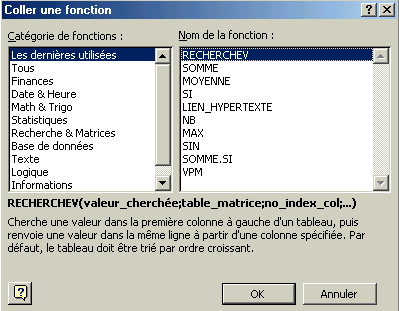 Coller une fonction
Catégorie de fonctions :
Nom de la fonction :
Les dernières utilisées
Tous
Finances
Date & Heure
Math & Trigo
Statistiques
Recherche & Matrices
Base de données
Texte
Logique
Informations
RECHERCHEV
SOMME
MOYENNE
SI
LIEN_HYPERTEXTE
NB
MAX
SIN
SOMME.SI
VPM
RECHERCHEV(valeur_cherchée;table_matrice;no_index_col;...)
Cherche une valeur dans la première colonne à gauche d'un tableau, puis
renvoie une valeur dans la même ligne à partir d'une colonne spécifiée. Par
défaut, le tableau doit être trié par ordre croissant.
OK
Annuler